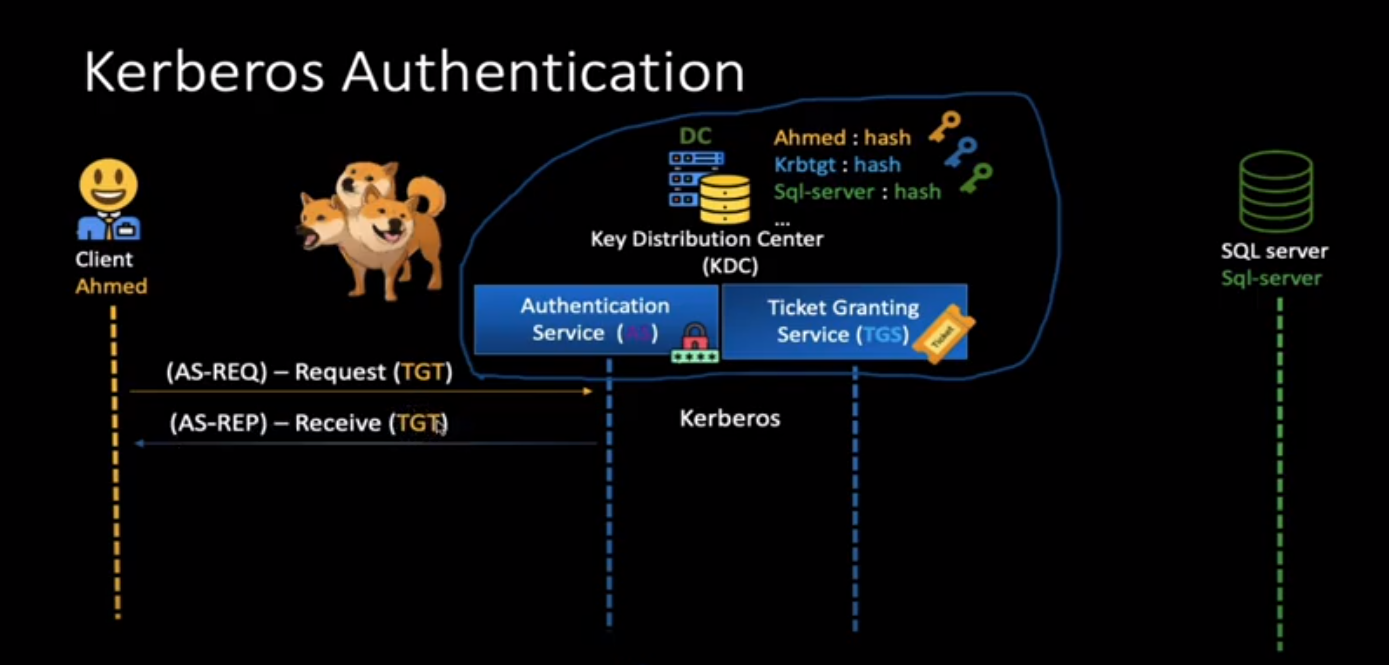 Kerberos Authentication
DC
Ahmed : hash
Krbtgt : hash
Sql-server : hash
...
Key Distribution Center
(KDC)
Client
Ahmed
SQL server
Sql-server
Authentication
Service (AS)
Ticket Granting
Service (TGS)
Ticket
(AS-REQ) – Request (TGT)
(AS-REP) – Receive (TGT)
Kerberos